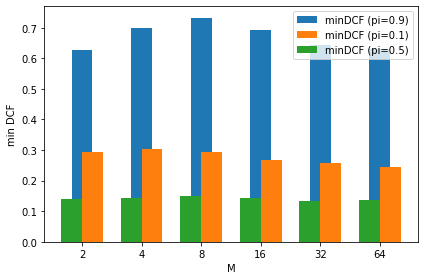 minDCF (pi=0.9)
minDCF (pi=0.1)
minDCF (pi=0.5)
min DCF
0.7
0.6
0.5
0.4
0.3
0.2
0.1
0.0
2 4 8 16 32 64
M